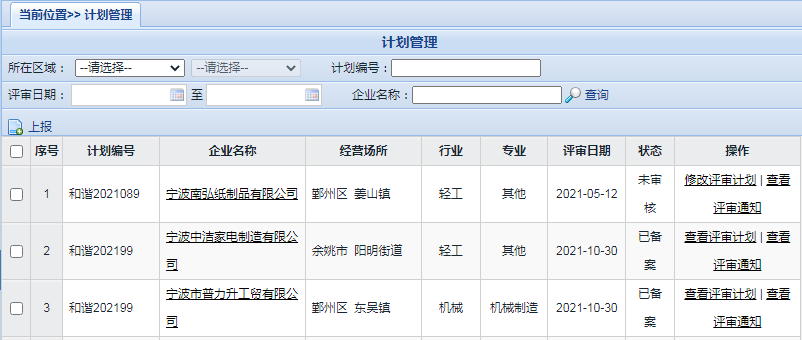 当前位置>> 计划管理
计划管理
所在区域： --请选择-- --请选择-- 计划编号：
评审日期： 至 企业名称： 查询
上报
序号 计划编号 企业名称 经营场所 行业 专业 评审日期 状态 操作
1 和谐2021089 宁波南弘纸制品有限公司 鄞州区 姜山镇 轻工 其他 2021-05-12 未审核 修改评审计划 | 查看评审通知
2 和谐202199 宁波中洁家电制造有限公司 余姚市 阳明街道 轻工 其他 2021-10-30 已备案 查看评审计划 | 查看评审通知
3 和谐202199 宁波市普力升工贸有限公司 鄞州区 东吴镇 机械 机械制造 2021-10-30 已备案 查看评审计划 | 查看评审通知